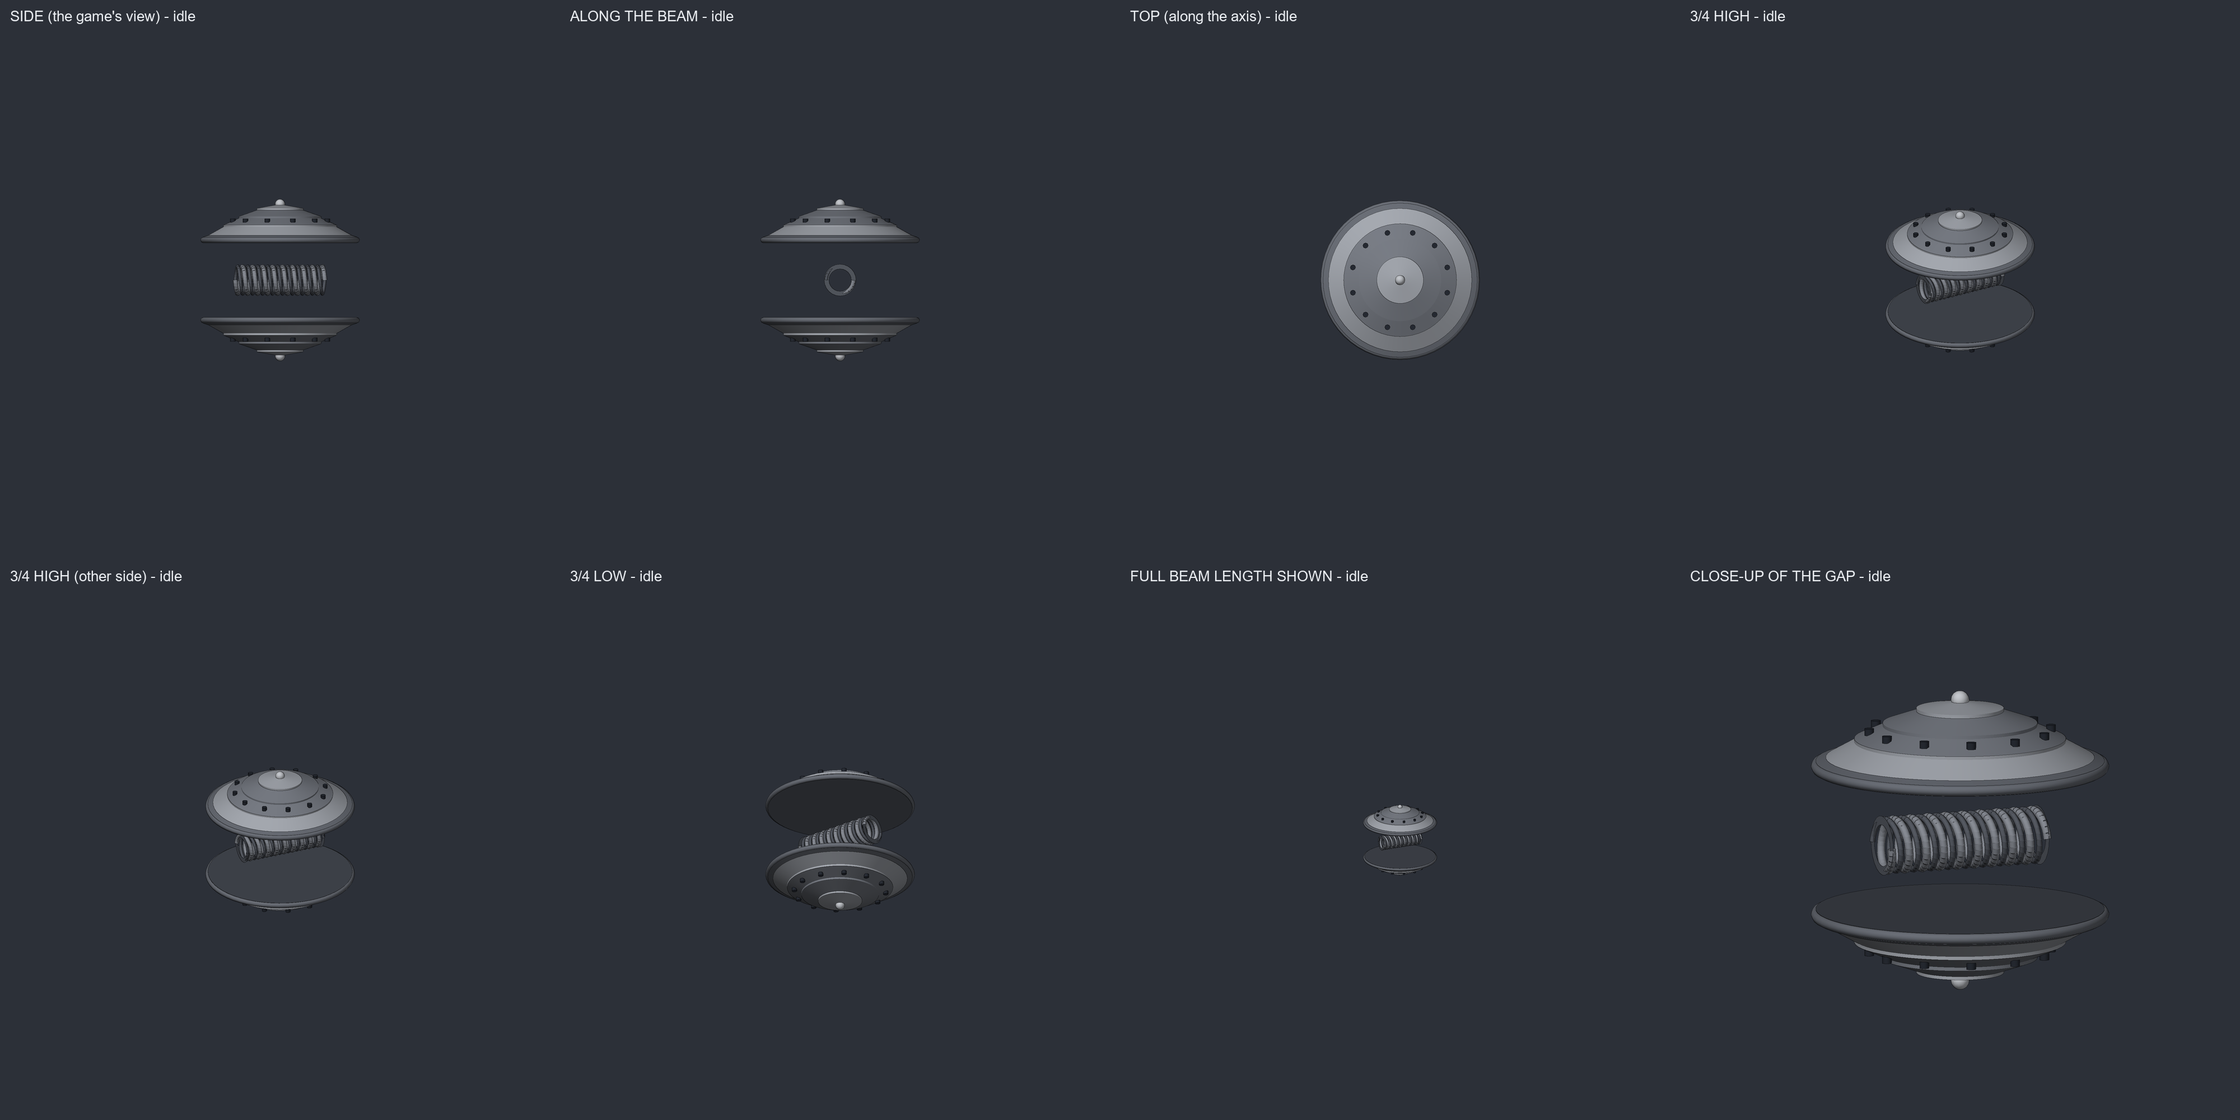 SIDE (the game's view) - idle
ALONG THE BEAM - idle
TOP (along the axis) - idle
3/4 HIGH - idle
3/4 HIGH (other side) - idle
3/4 LOW - idle
FULL BEAM LENGTH SHOWN - idle
CLOSE-UP OF THE GAP - idle